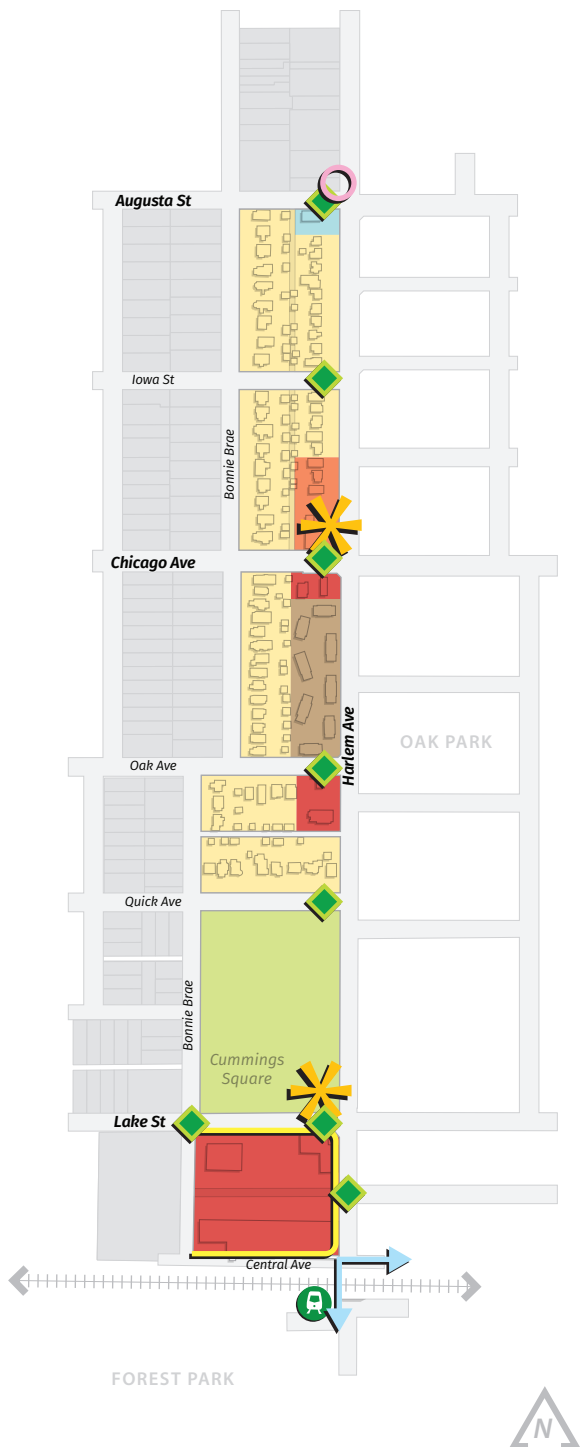 Augusta St
Iowa St
Bonnie Brae
Chicago Ave
Harlem Ave
OAK PARK
Oak Ave
Quick Ave
Bonnie Brae
Cummings
Square
Lake St
Central Ave
FOREST PARK
N